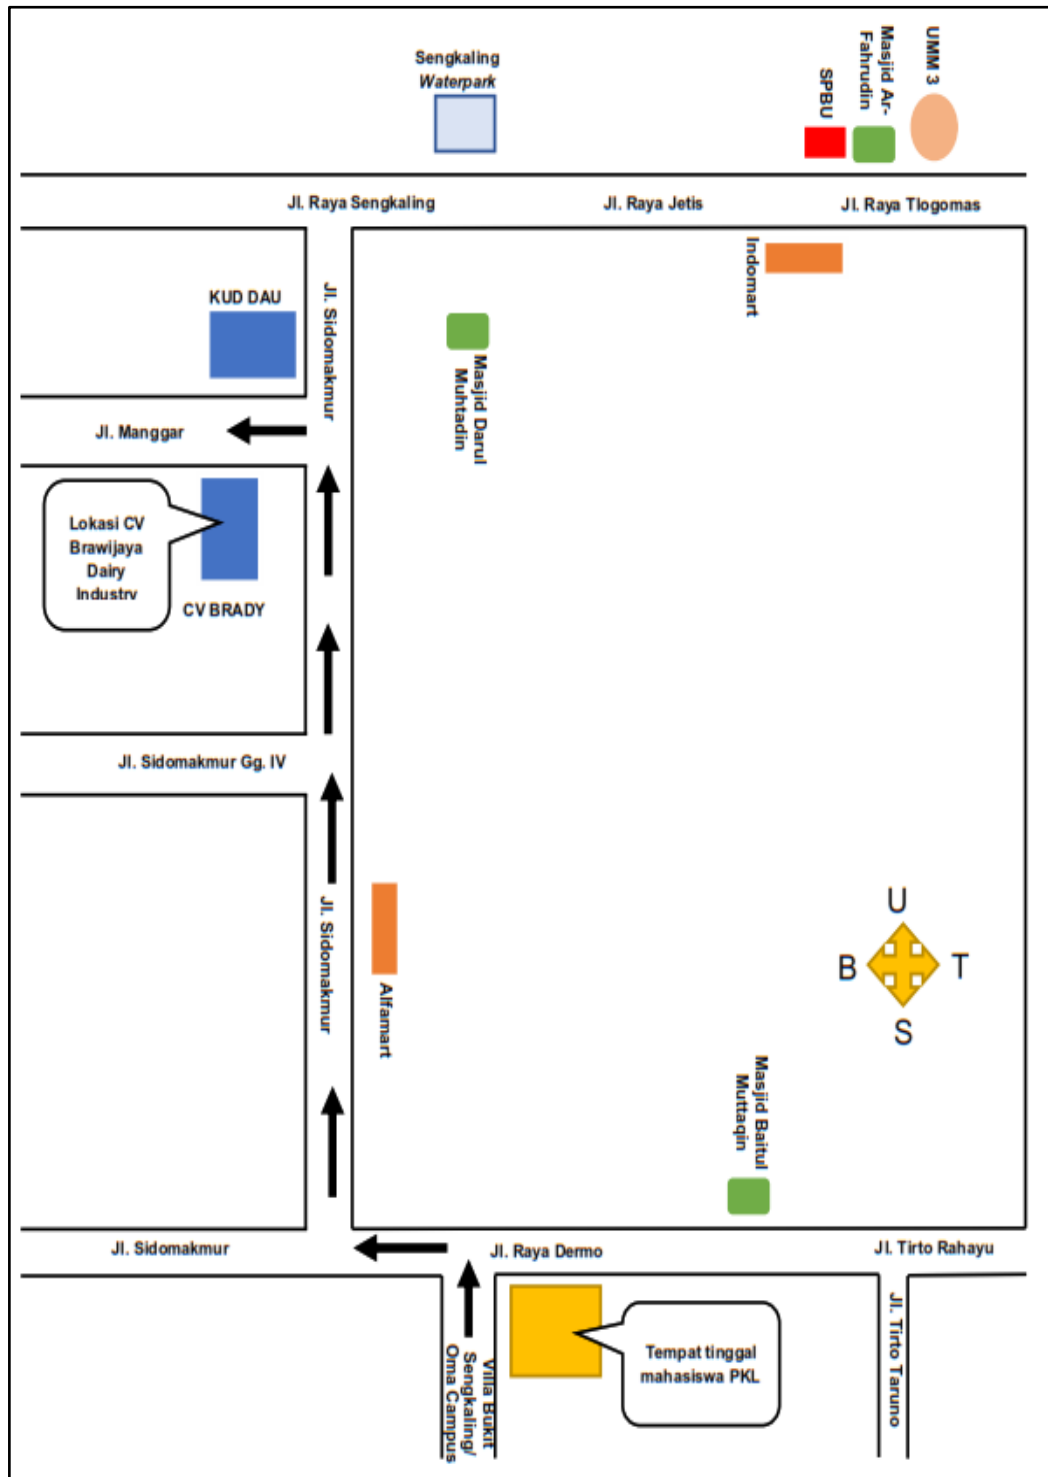 Sengkaling
Waterpark
SPBU
Masjid Ar-
Fahrudin
UMM 3
Jl. Raya Sengkaling
Jl. Raya Jetis
Jl. Raya Tlogomas
Indomart
KUD DAU
Jl. Sidomakmur
Masjid Darul
Muhtadin
Jl. Manggar
Lokasi CV
Brawijaya
Dairy
Industry
CV BRADY
Jl. Sidomakmur Gg. IV
Jl. Sidomakmur
Alfamart
U
B
T
S
Masjid Baitul
Muttaqin
Jl. Sidomakmur
Jl. Raya Dermo
Jl. Tirto Rahayu
Villa Bukit
Sengkaling/
Oma Campus
Tempat tinggal
mahasiswa PKL
Jl. Tirto Taruno